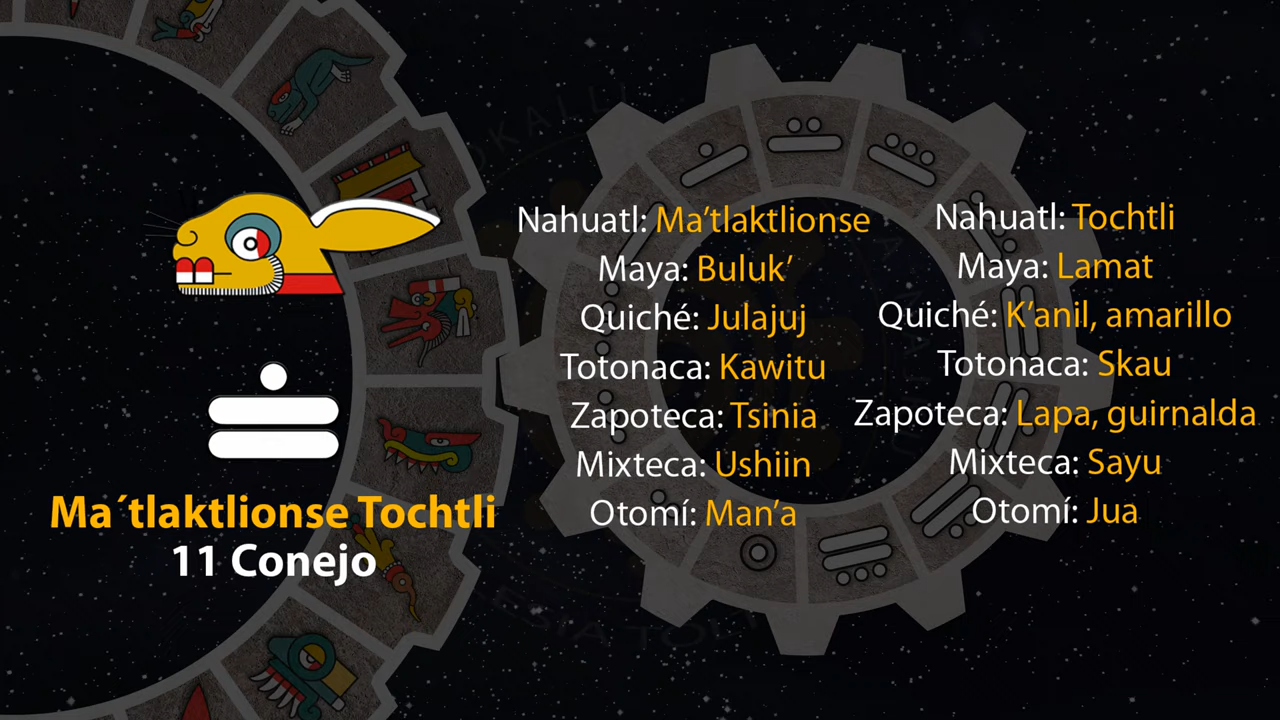 Nahuatl: Ma’tlaktlionse
Maya: Buluk’
Quiché: Julajuj
Totonaca: Kawitu
Zapoteca: Tsinia
Mixteca: Ushiin
Otomí: Man’a
Nahuatl: Tochtli
Maya: Lamat
Quiché: K’anil, amarillo
Totonaca: Skau
Zapoteca: Lapa, guirnalda
Mixteca: Sayu
Otomí: Jua
Ma´tlaktlionse Tochtli
11 Conejo